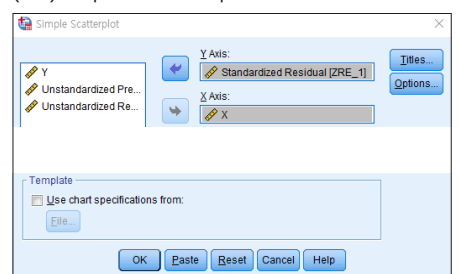 Simple Scatterplot
Y Axis:
Standardized Residual [ZRE_1]
Titles...
Options...
Y
Unstandardized Pre...
Unstandardized Re...
X Axis:
X
Template
Use chart specifications from:
File...
OK Paste Reset Cancel Help